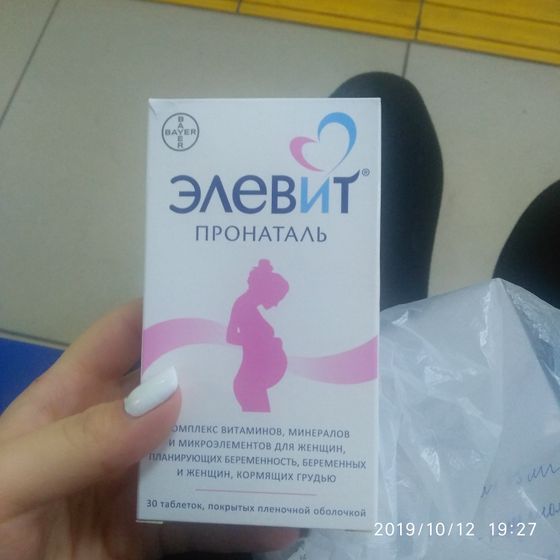 BAYER
BAYER
ЭЛЕВИТ®
ПРОНАТАЛЬ
КОМПЛЕКС ВИТАМИНОВ, МИНЕРАЛОВ
И МИКРОЭЛЕМЕНТОВ ДЛЯ ЖЕНЩИН,
ПЛАНИРУЮЩИХ БЕРЕМЕННОСТЬ, БЕРЕМЕННЫХ
И ЖЕНЩИН, КОРМЯЩИХ ГРУДЬЮ
30 таблеток, покрытых пленочной оболочкой
2019/10/12 19:27